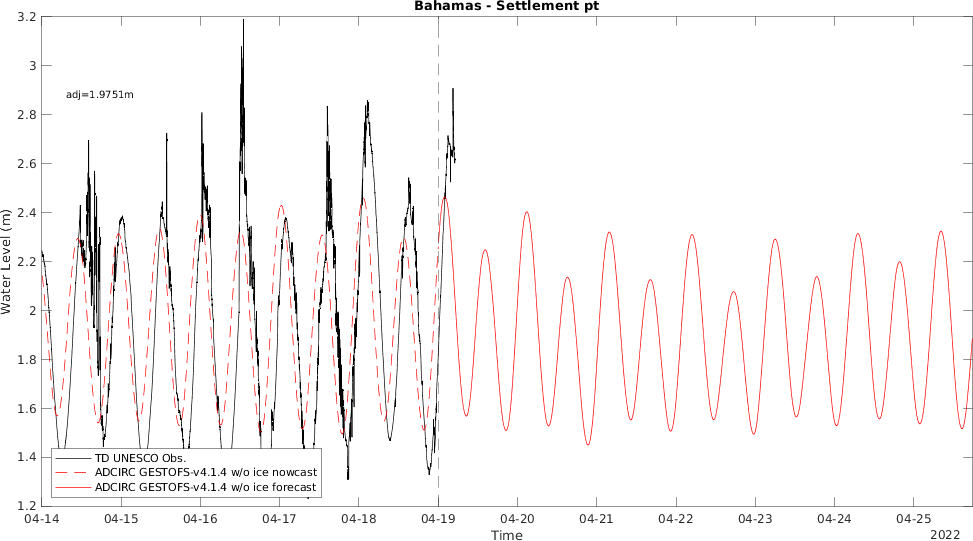 Bahamas - Settlement pt
3.2
3
2.8
2.6
2.4
2.2
2
1.8
1.6
1.4
1.2
Water Level (m)
adj=1.9751m
TD UNESCO Obs.
ADCIRC GESTOFS-v4.1.4 w/o ice nowcast
ADCIRC GESTOFS-v4.1.4 w/o ice forecast
04-14 04-15 04-16 04-17 04-18 04-19 04-20 04-21 04-22 04-23 04-24 04-25
Time
2022